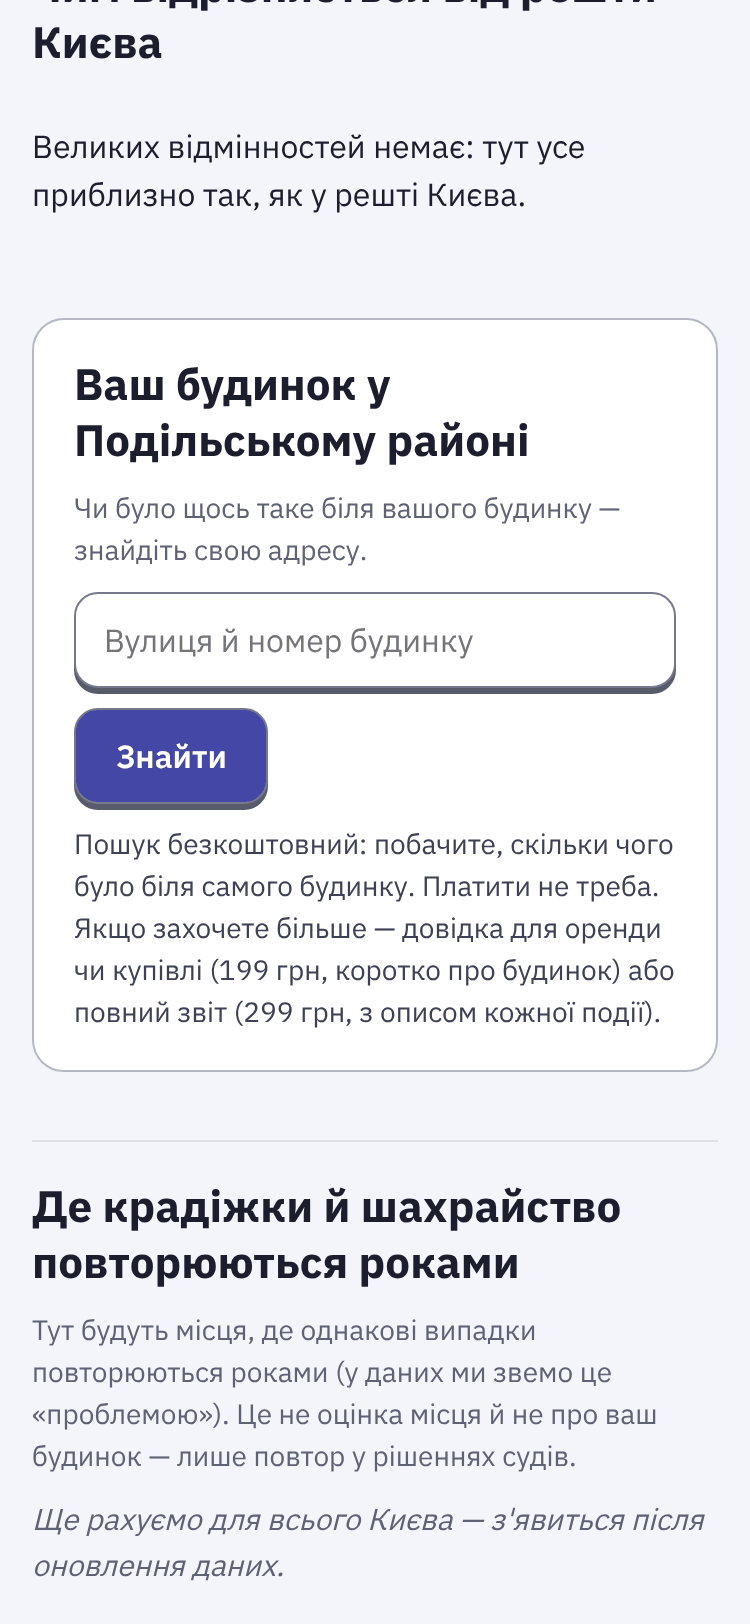 Києва
Великих відмінностей немає: тут усе
приблизно так, як у решті Києва.
Ваш будинок у
Подільському районі
Чи було щось таке біля вашого будинку —
знайдіть свою адресу.
Вулиця й номер будинку
Знайти
Пошук безкоштовний: побачите, скільки чого
було біля самого будинку. Платити не треба.
Якщо захочете більше — довідка для оренди
чи купівлі (199 грн, коротко про будинок) або
повний звіт (299 грн, з описом кожної події).
Де крадіжки й шахрайство
повторюються роками
Тут будуть місця, де однакові випадки
повторюються роками (у даних ми звемо це
«проблемою»). Це не оцінка місця й не про ваш
будинок — лише повтор у рішеннях судів.
Ще рахуємо для всього Києва — з'явиться після
оновлення даних.